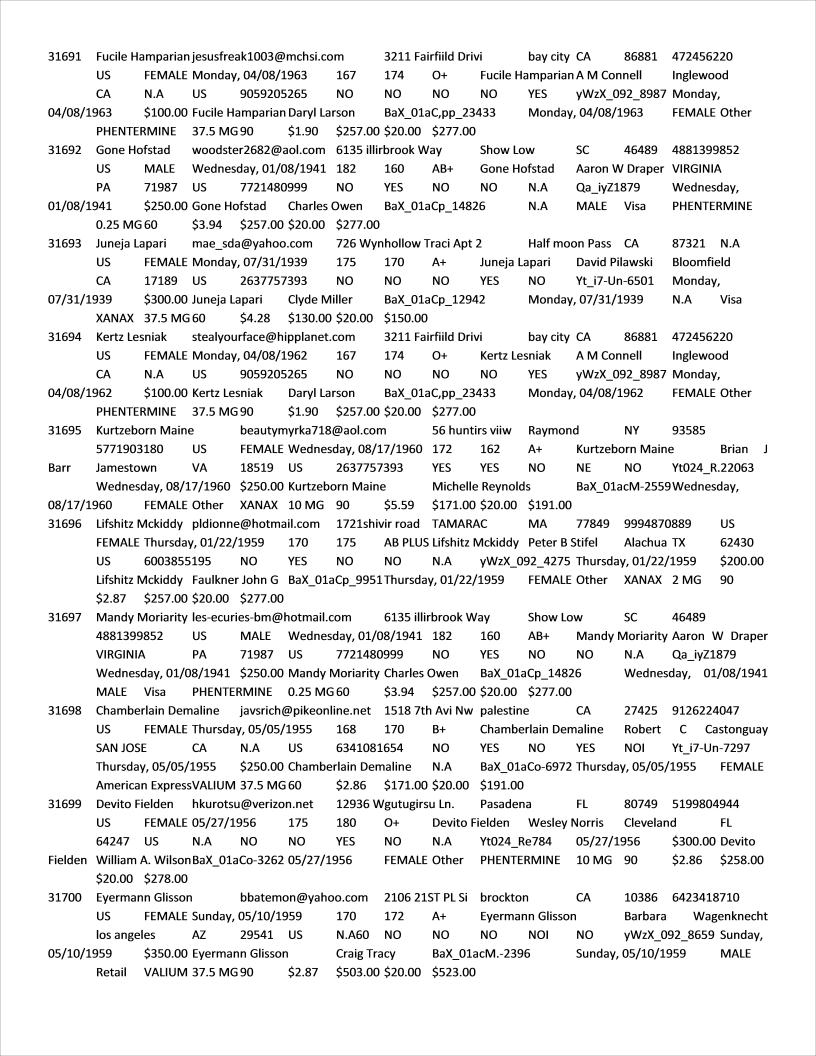 31691 Fucile Hamparian jesusfreak1003@mchsi.com 3211 Fairfiild Drivi bay city CA 86881 472456220
US FEMALE Monday, 04/08/1963 167 174 O+ Fucile Hamparian A M Connell Inglewood
CA N.A US 9059205265 NO NO NO NO YES yWzX_092_8987 Monday,
04/08/1963 $100.00 Fucile Hamparian Daryl Larson BaX_01aC,pp_23433 Monday, 04/08/1963 FEMALE Other
PHENTERMINE 37.5 MG 90 $1.90 $257.00 $20.00 $277.00
31692 Gone Hofstad woodster2682@aol.com 6135 illirbrook Way Show Low SC 46489 4881399852
US MALE Wednesday, 01/08/1941 182 160 AB+ Gone Hofstad Aaron W Draper VIRGINIA
PA 71987 US 7721480999 NO YES NO NO N.A Qa_iyZ1879 Wednesday,
01/08/1941 $250.00 Gone Hofstad Charles Owen BaX_01aCp_14826 N.A MALE Visa PHENTERMINE
0.25 MG 60 $3.94 $257.00 $20.00 $277.00
31693 Juneja Lapari mae_sda@yahoo.com 726 Wynhollow Traci Apt 2 Half moon Pass CA 87321 N.A
US FEMALE Monday, 07/31/1939 175 170 A+ Juneja Lapari David Pilawski Bloomfield
CA 17189 US 2637757393 NO NO NO YES NO Yt_i7-Un-6501 Monday,
07/31/1939 $300.00 Juneja Lapari Clyde Miller BaX_01aCp_12942 Monday, 07/31/1939 N.A Visa
XANAX 37.5 MG 60 $4.28 $130.00 $20.00 $150.00
31694 Kertz Lesniak stealyourface@hipplanet.com 3211 Fairfiild Drivi bay city CA 86881 472456220
US FEMALE Monday, 04/08/1962 167 174 O+ Kertz Lesniak A M Connell Inglewood
CA N.A US 9059205265 NO NO NO NO YES yWzX_092_8987 Monday,
04/08/1962 $100.00 Kertz Lesniak Daryl Larson BaX_01aC,pp_23433 Monday, 04/08/1962 FEMALE Other
PHENTERMINE 37.5 MG 90 $1.90 $257.00 $20.00 $277.00
31695 Kurtzeborn Maine beautymyrka718@aol.com 56 huntirs viiw Raymond NY 93585
5771903180 US FEMALE Wednesday, 08/17/1960 172 162 A+ Kurtzeborn Maine Brian J
Barr Jamestown VA 18519 US 2637757393 YES YES NO NE NO Yt024_R.22063
Wednesday, 08/17/1960 $250.00 Kurtzeborn Maine Michelle Reynolds BaX_01acM-2559 Wednesday,
08/17/1960 FEMALE Other XANAX 10 MG 90 $5.59 $171.00 $20.00 $191.00
31696 Lifshitz Mckiddy pldionne@hotmail.com 1721shivir road TAMARAC MA 77849 9994870889 US
FEMALE Thursday, 01/22/1959 170 175 AB PLUS Lifshitz Mckiddy Peter B Stifel Alachua TX 62430
US 6003855195 NO YES NO NO N.A yWzX_092_4275 Thursday, 01/22/1959 $200.00
Lifshitz Mckiddy Faulkner John G BaX_01aCp_9951 Thursday, 01/22/1959 FEMALE Other XANAX 2 MG 90
$2.87 $257.00 $20.00 $277.00
31697 Mandy Moriarity les-ecuries-bm@hotmail.com 6135 illirbrook Way Show Low SC 46489
4881399852 US MALE Wednesday, 01/08/1941 182 160 AB+ Mandy Moriarity Aaron W Draper
VIRGINIA PA 71987 US 7721480999 NO YES NO NO N.A Qa_iyZ1879
Wednesday, 01/08/1941 $250.00 Mandy Moriarity Charles Owen BaX_01aCp_14826 Wednesday, 01/08/1941
MALE Visa PHENTERMINE 0.25 MG 60 $3.94 $257.00 $20.00 $277.00
31698 Chamberlain Demaline javsrich@pikeonline.net 1518 7th Avi Nw palestine CA 27425 9126224047
US FEMALE Thursday, 05/05/1955 168 170 B+ Chamberlain Demaline Robert C Castonguay
SAN JOSE CA N.A US 6341081654 NO YES NO YES NOI Yt_i7-Un-7297
Thursday, 05/05/1955 $250.00 Chamberlain Demaline N.A BaX_01aCo-6972 Thursday, 05/05/1955 FEMALE
American Express VALIUM 37.5 MG 60 $2.86 $171.00 $20.00 $191.00
31699 Devito Fielden hkurotsu@verizon.net 12936 Wgutugirsu Ln. Pasadena FL 80749 5199804944
US FEMALE 05/27/1956 175 180 O+ Devito Fielden Wesley Norris Cleveland FL
64247 US N.A NO NO YES NO N.A Yt024_Re784 05/27/1956 $300.00 Devito
Fielden William A. Wilson BaX_01aCo-3262 05/27/1956 FEMALE Other PHENTERMINE 10 MG 90 $2.86 $258.00
$20.00 $278.00
31700 Eyermann Glisson bbatemon@yahoo.com 2106 21ST PL Si brockton CA 10386 6423418710
US FEMALE Sunday, 05/10/1959 170 172 A+ Eyermann Glisson Barbara Wagenknecht
los angeles AZ 29541 US N.A60 NO NO NO NOI NO yWzX_092_8659 Sunday,
05/10/1959 $350.00 Eyermann Glisson Craig Tracy BaX_01acM.-2396 Sunday, 05/10/1959 MALE
Retail VALIUM 37.5 MG 90 $2.87 $503.00 $20.00 $523.00